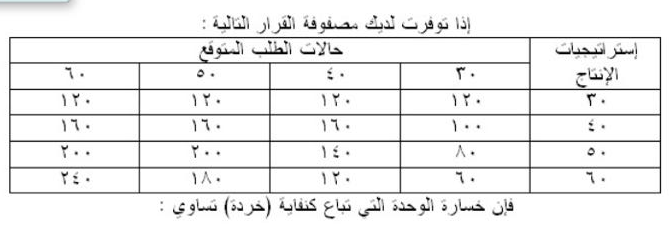 إذا توفرت لديك مصفوفة القرار التالية :
إستراتيجيات الإنتاج حالات الطلب المتوقع
٣٠ ٤٠ ٥٠ ٦٠
٣٠ ١٢٠ ١٢٠ ١٢٠ ١٢٠
٤٠ ١٠٠ ١٦٠ ١٦٠ ١٦٠
٥٠ ٨٠ ١٤٠ ٢٠٠ ٢٠٠
٦٠ ٦٠ ١٢٠ ١٨٠ ٢٤٠
فإن خسارة الوحدة التي تباع كنفاية (خردة) تساوي :